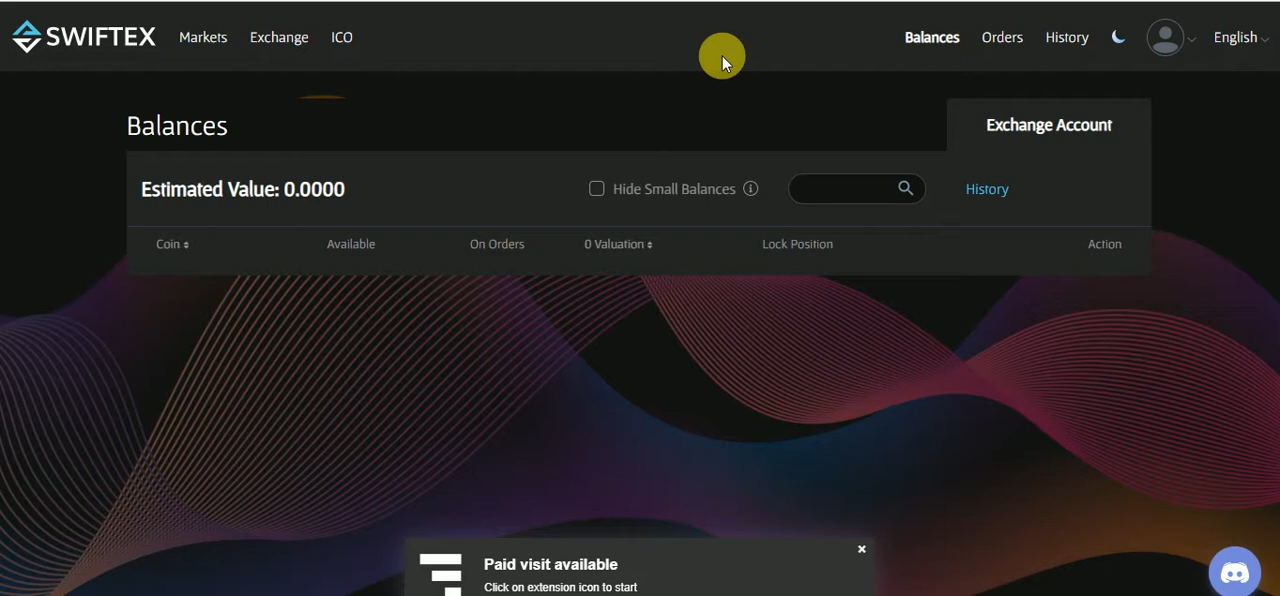 SWIFTEX Markets Exchange ICO Balances Orders History English
Balances Exchange Account
Estimated Value: 0.0000 Hide Small Balances History
Coin Available On Orders 0 Valuation Lock Position Action
Paid visit available
Click on extension icon to start